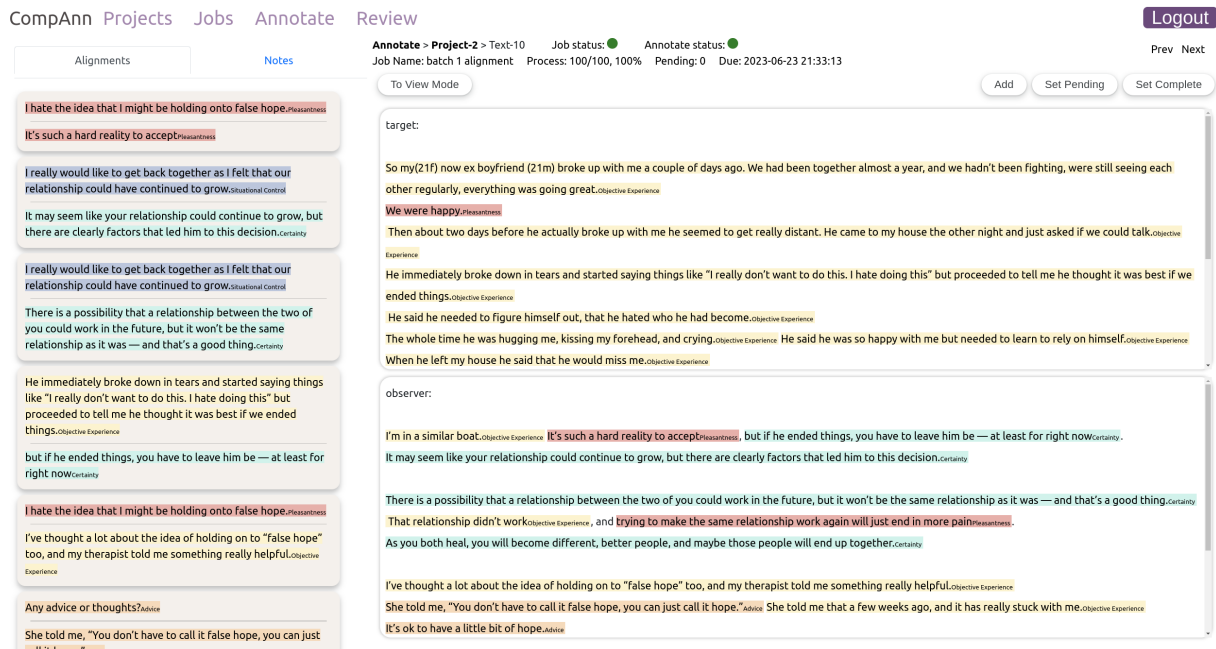 CompAnn Projects Jobs Annotate Review
Logout
Alignments Notes
I hate the idea that I might be holding onto false hope.Pleasantness
It's such a hard reality to acceptPleasantness
I really would like to get back together as I felt that our
relationship could have continued to grow.Situational Control
It may seem like your relationship could continue to grow, but
there are clearly factors that led him to this decision.Certainty
I really would like to get back together as I felt that our
relationship could have continued to grow.Situational Control
There is a possibility that a relationship between the two of
you could work in the future, but it won't be the same
relationship as it was — and that's a good thing.Certainty
He immediately broke down in tears and started saying things
like "I really don't want to do this. I hate doing this" but
proceeded to tell me he thought it was best if we ended
things.Objective Experience
but if he ended things, you have to leave him be — at least for
right nowCertainty
I hate the idea that I might be holding onto false hope.Pleasantness
I've thought a lot about the idea of holding on to "false hope"
too, and my therapist told me something really helpful.Objective
Experience
Any advice or thoughts?Advice
She told me, "You don't have to call it false hope, you can just
Annotate > Project-2 > Text-10 Job status: Annotate status:
Job Name: batch 1 alignment Process: 100/100, 100% Pending: 0 Due: 2023-06-23 21:33:13
Prev Next
To View Mode
Add Set Pending Set Complete
target:
So my(21f) now ex boyfriend (21m) broke up with me a couple of days ago. We had been together almost a year, and we hadn't been fighting, were still seeing each
other regularly, everything was going great.Objective Experience
We were happy.Pleasantness
Then about two days before he actually broke up with me he seemed to get really distant. He came to my house the other night and just asked if we could talk.Objective
Experience
He immediately broke down in tears and started saying things like "I really don't want to do this. I hate doing this" but proceeded to tell me he thought it was best if we
ended things.Objective Experience
He said he needed to figure himself out, that he hated who he had become.Objective Experience
The whole time he was hugging me, kissing my forehead, and crying.Objective Experience He said he was so happy with me but needed to learn to rely on himself.Objective Experience
When he left my house he said that he would miss me.Objective Experience
observer:
I'm in a similar boat.Objective Experience It's such a hard reality to acceptPleasantness, but if he ended things, you have to leave him be — at least for right nowCertainty.
It may seem like your relationship could continue to grow, but there are clearly factors that led him to this decision.Certainty
There is a possibility that a relationship between the two of you could work in the future, but it won't be the same relationship as it was — and that's a good thing.Certainty
That relationship didn't workObjective Experience, and trying to make the same relationship work again will just end in more painPleasantness.
As you both heal, you will become different, better people, and maybe those people will end up together.Certainty
I've thought a lot about the idea of holding on to "false hope" too, and my therapist told me something really helpful.Objective Experience
She told me, "You don't have to call it false hope, you can just call it hope."Advice She told me that a few weeks ago, and it has really stuck with me.Objective Experience
It's ok to have a little bit of hope.Advice